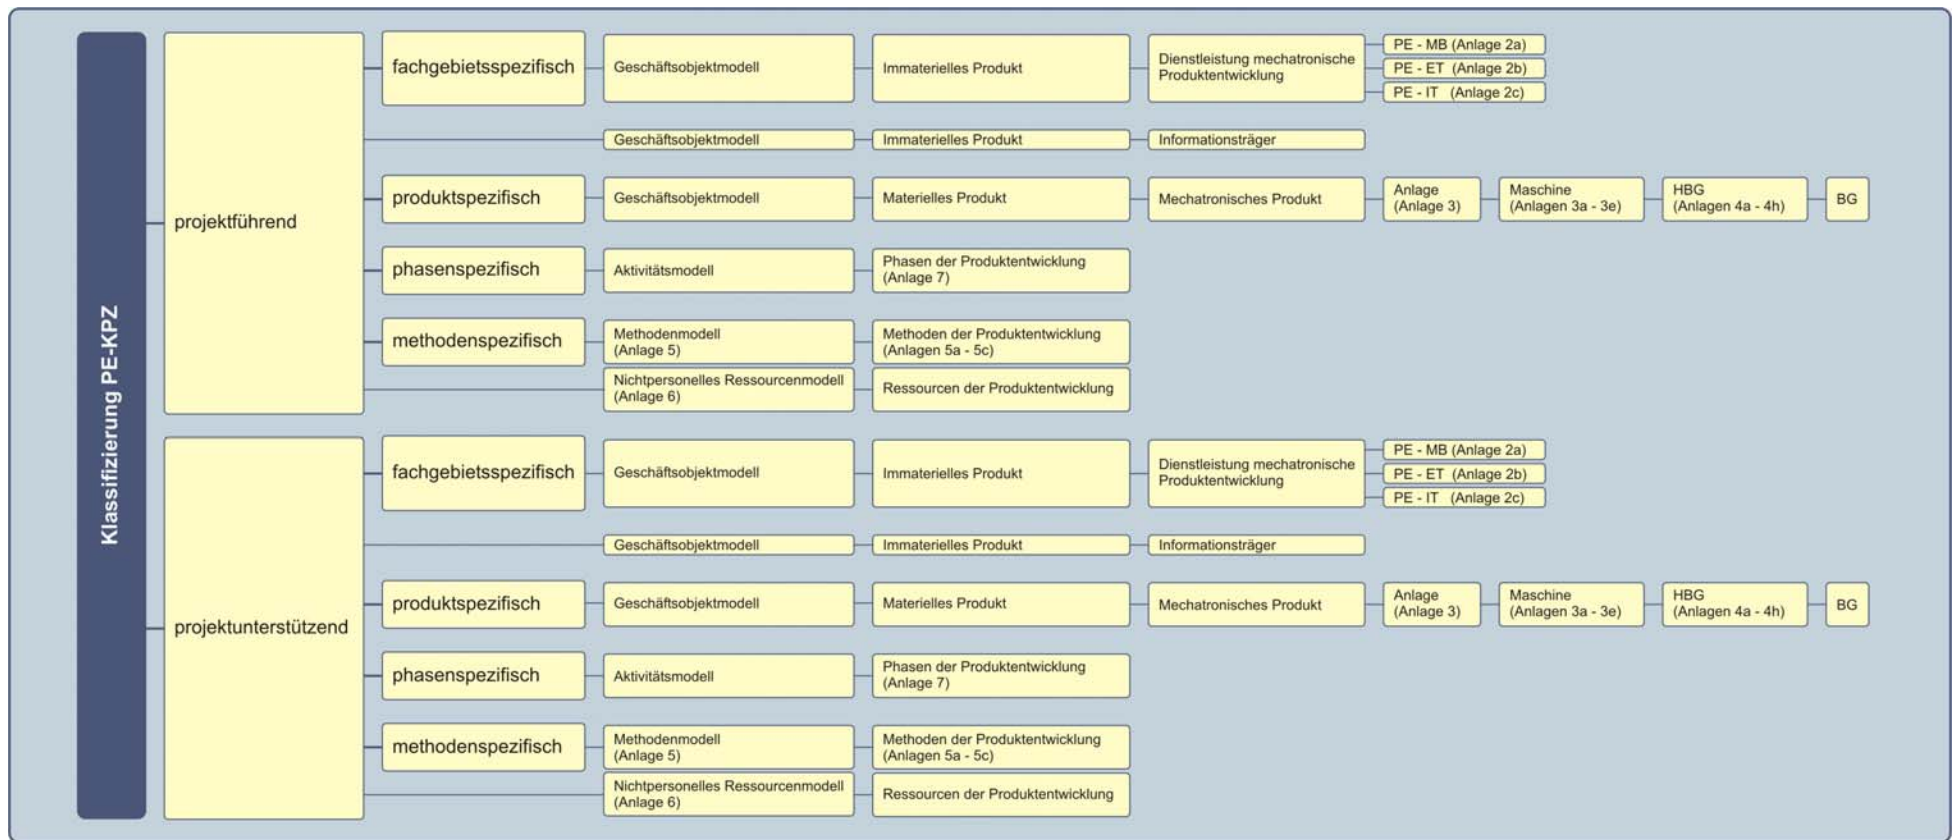 Klassifizierung PE-KPZ
projektführend
fachgebietsspezifisch
Geschäftsobjektmodell
Immaterielles Produkt
Dienstleistung mechatronische
Produktentwicklung
PE - MB (Anlage 2a)
PE - ET (Anlage 2b)
PE - IT (Anlage 2c)
Geschäftsobjektmodell
Immaterielles Produkt
Informationsträger
produktspezifisch
Geschäftsobjektmodell
Materielles Produkt
Mechatronisches Produkt
Anlage
(Anlage 3)
Maschine
(Anlagen 3a - 3e)
HBG
(Anlagen 4a - 4h)
BG
phasenspezifisch
Aktivitätsmodell
Phasen der Produktentwicklung
(Anlage 7)
methodenspezifisch
Methodenmodell
(Anlage 5)
Methoden der Produktentwicklung
(Anlagen 5a - 5c)
Nichtpersonelles Ressourcenmodell
(Anlage 6)
Ressourcen der Produktentwicklung
projektunterstützend
fachgebietsspezifisch
Geschäftsobjektmodell
Immaterielles Produkt
Dienstleistung mechatronische
Produktentwicklung
PE - MB (Anlage 2a)
PE - ET (Anlage 2b)
PE - IT (Anlage 2c)
Geschäftsobjektmodell
Immaterielles Produkt
Informationsträger
produktspezifisch
Geschäftsobjektmodell
Materielles Produkt
Mechatronisches Produkt
Anlage
(Anlage 3)
Maschine
(Anlagen 3a - 3e)
HBG
(Anlagen 4a - 4h)
BG
phasenspezifisch
Aktivitätsmodell
Phasen der Produktentwicklung
(Anlage 7)
methodenspezifisch
Methodenmodell
(Anlage 5)
Methoden der Produktentwicklung
(Anlagen 5a - 5c)
Nichtpersonelles Ressourcenmodell
(Anlage 6)
Ressourcen der Produktentwicklung